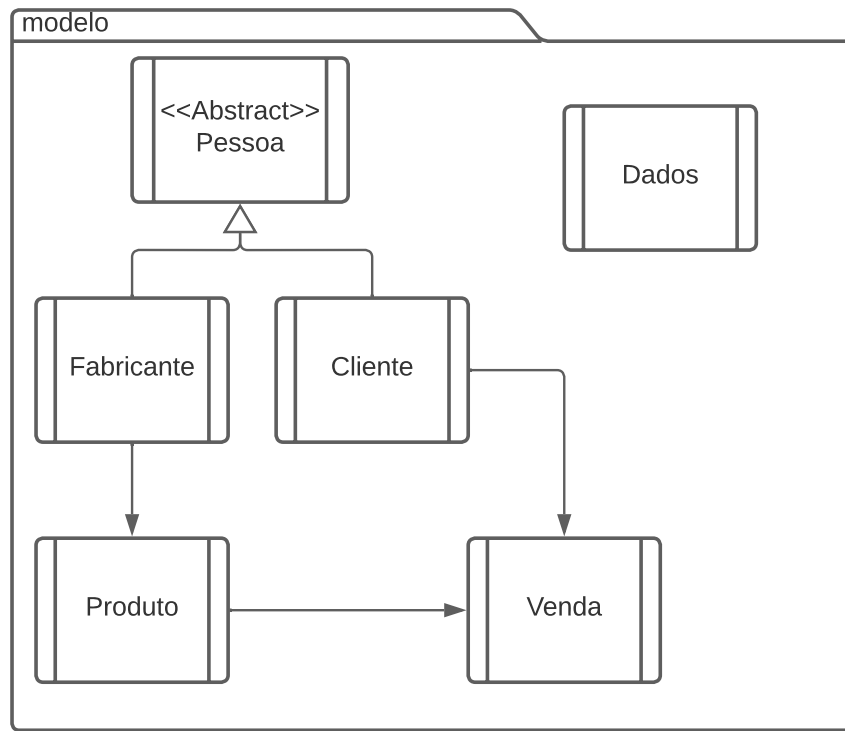 modelo
<<Abstract>>
Pessoa
Dados
Fabricante
Cliente
Produto
Venda